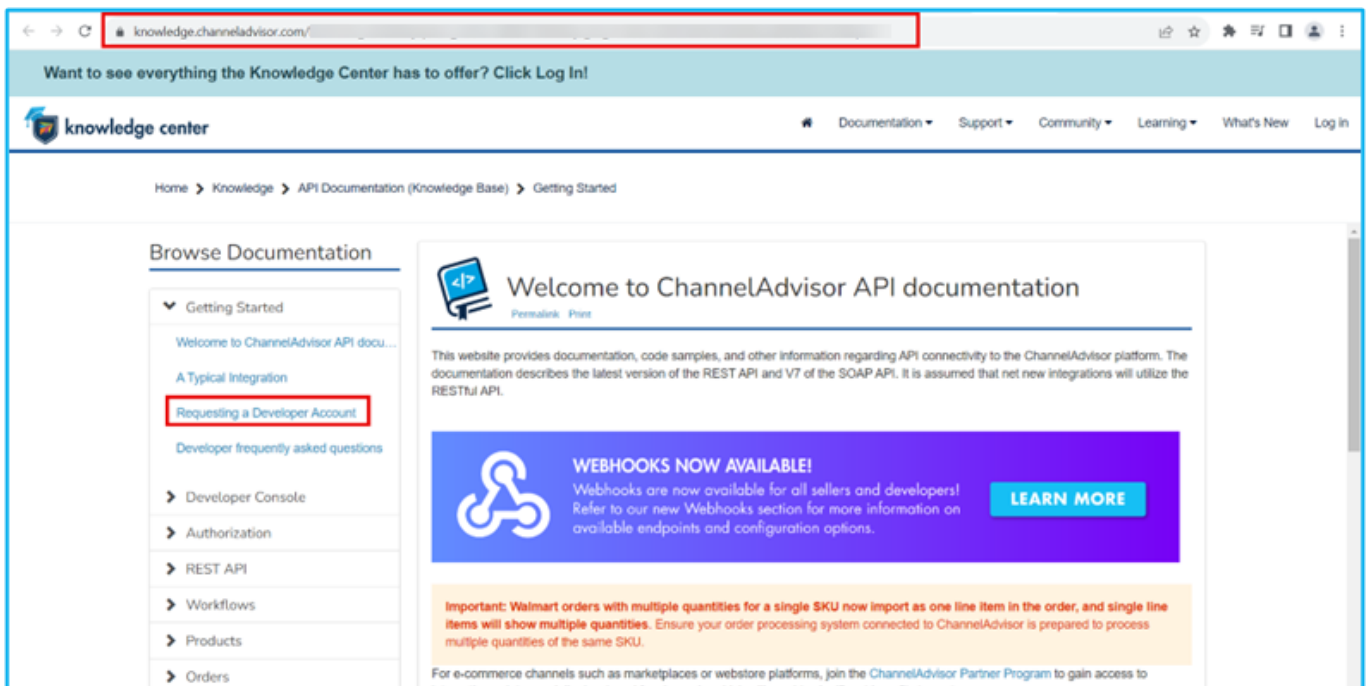 knowledge.channeladvisor.com/
Want to see everything the Knowledge Center has to offer? Click Log In!
knowledge center
Documentation
Support
Community
Learning
What's New
Log in
Home > Knowledge > API Documentation (Knowledge Base) > Getting Started
Browse Documentation
Getting Started
Welcome to ChannelAdvisor API docu...
A Typical Integration
Requesting a Developer Account
Developer frequently asked questions
Developer Console
Authorization
REST API
Workflows
Products
Orders
</>
Welcome to ChannelAdvisor API documentation
Permalink Print
This website provides documentation, code samples, and other information regarding API connectivity to the ChannelAdvisor platform. The
documentation describes the latest version of the REST API and V7 of the SOAP API. It is assumed that net new integrations will utilize the
RESTful API.
WEBHOOKS NOW AVAILABLE!
Webhooks are now available for all sellers and developers!
Refer to our new Webhooks section for more information on
available endpoints and configuration options.
LEARN MORE
Important: Walmart orders with multiple quantities for a single SKU now import as one line item in the order, and single line
items will show multiple quantities. Ensure your order processing system connected to ChannelAdvisor is prepared to process
multiple quantities of the same SKU.
For e-commerce channels such as marketplaces or webstore platforms, join the ChannelAdvisor Partner Program to gain access to